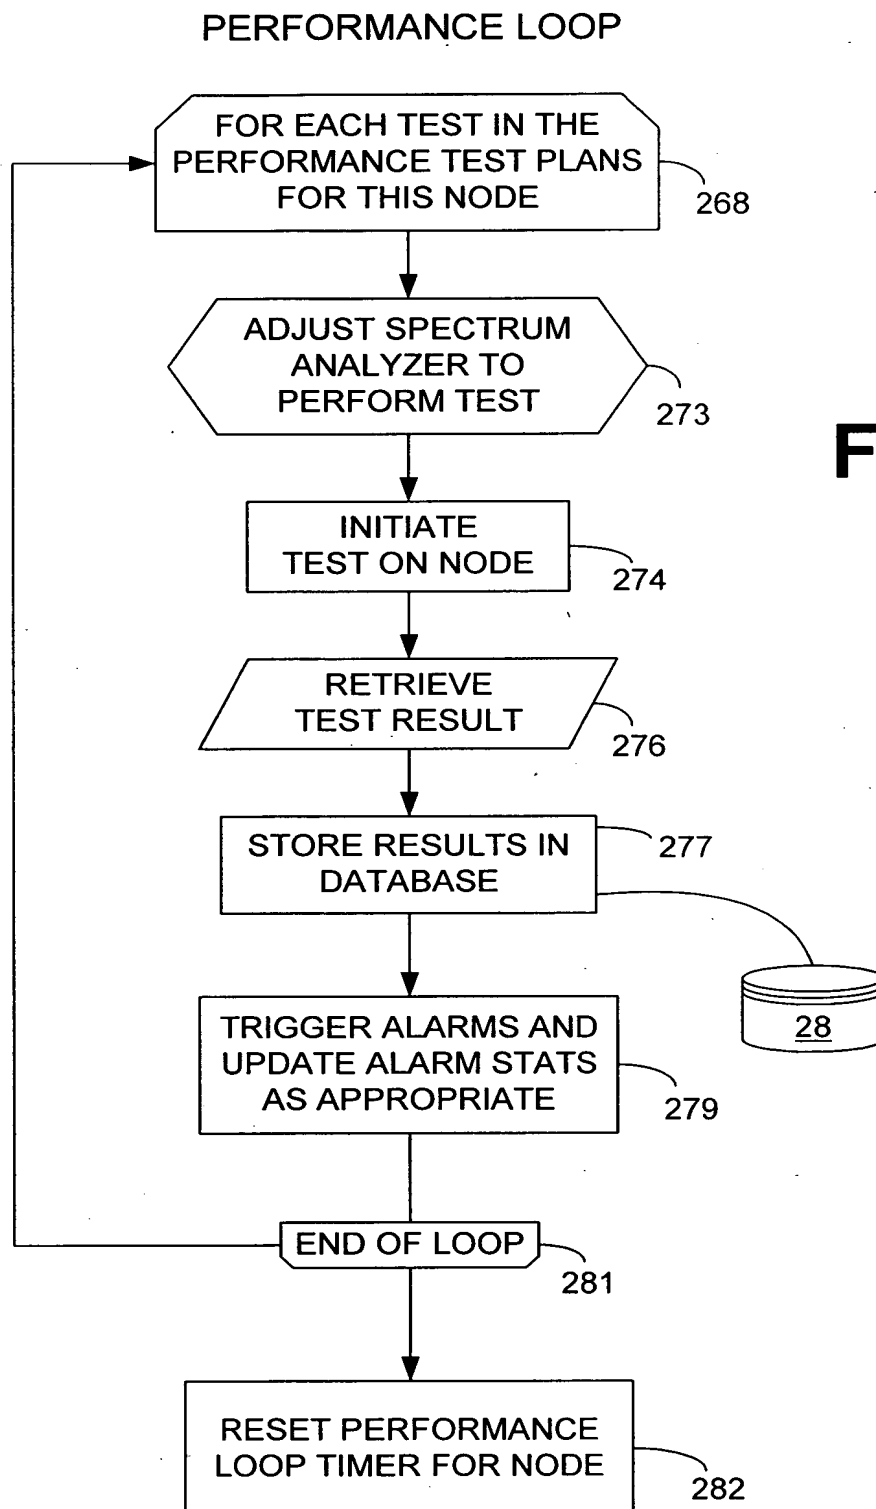 PERFORMANCE LOOP
FOR EACH TEST IN THE
PERFORMANCE TEST PLANS
FOR THIS NODE
268
ADJUST SPECTRUM
ANALYZER TO
PERFORM TEST
273
F
INITIATE
TEST ON NODE
274
RETRIEVE
TEST RESULT
276
STORE RESULTS IN
DATABASE
277
28
TRIGGER ALARMS AND
UPDATE ALARM STATS
AS APPROPRIATE
279
END OF LOOP
281
RESET PERFORMANCE
LOOP TIMER FOR NODE
282